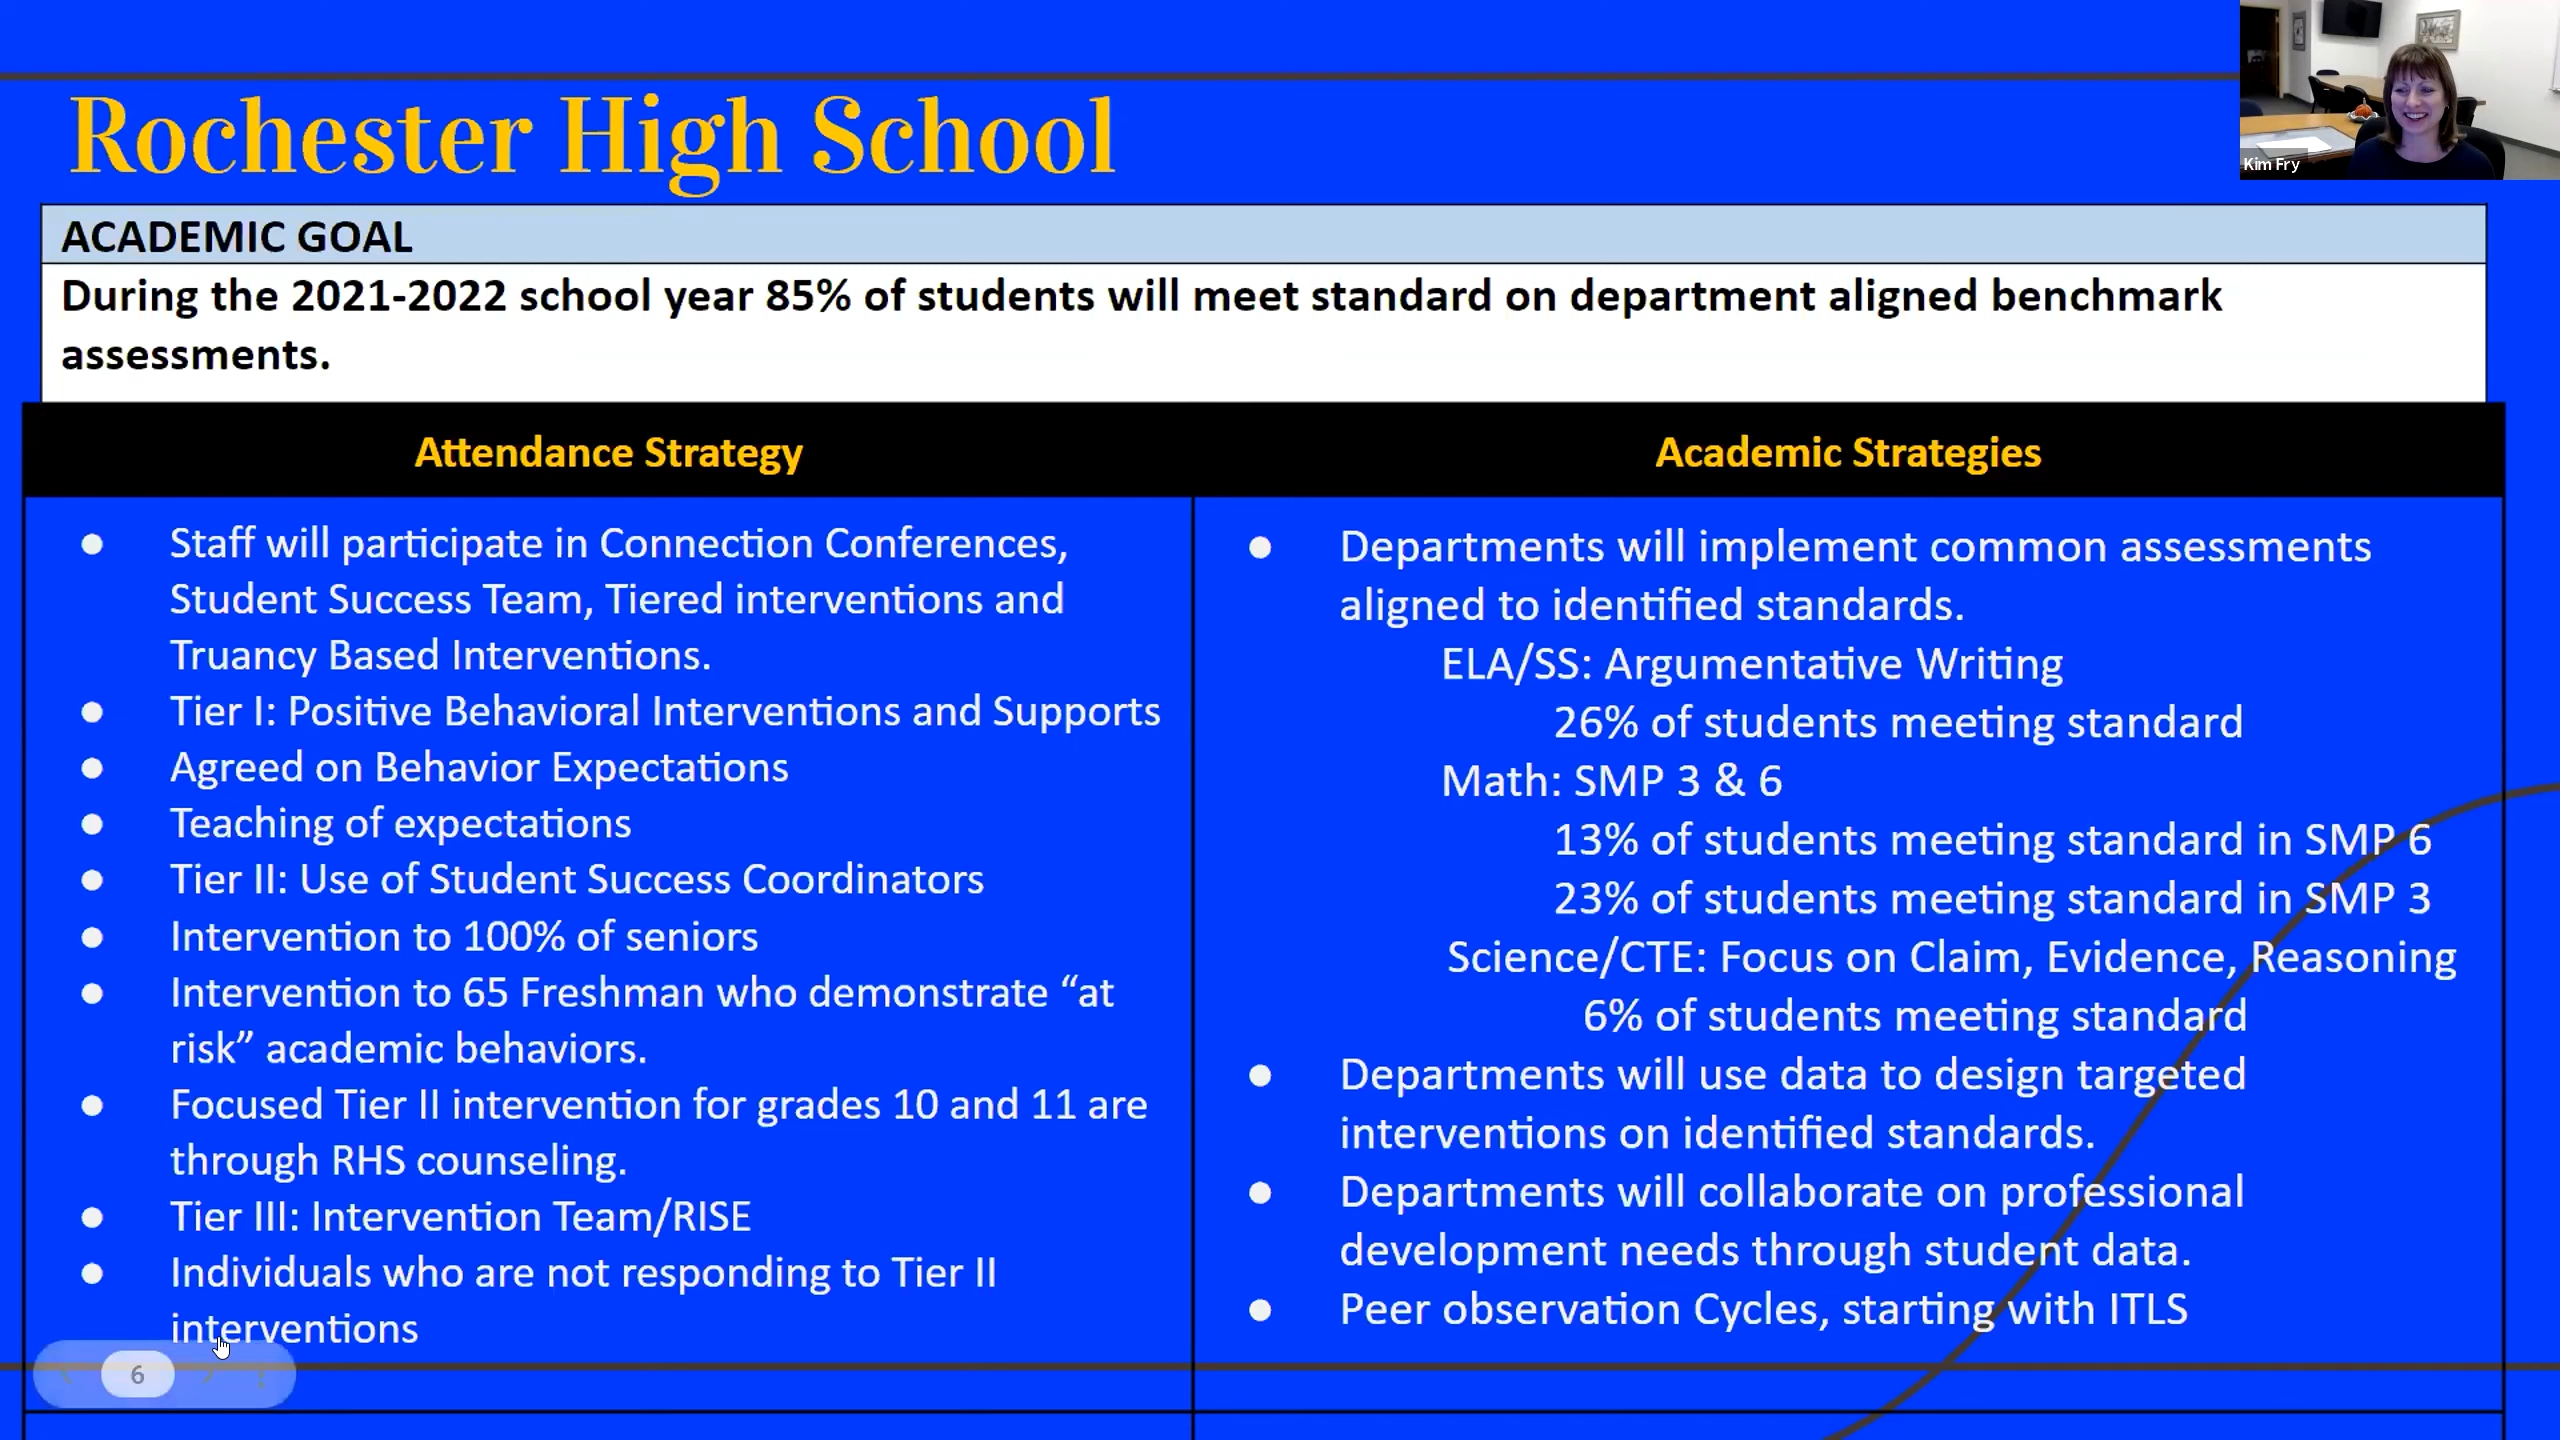 Rochester High School
Kim Fry
ACADEMIC GOAL
During the 2021-2022 school year 85% of students will meet standard on department aligned benchmark
assessments.
Attendance Strategy
● Staff will participate in Connection Conferences,
Student Success Team, Tiered interventions and
Truancy Based Interventions.
● Tier I: Positive Behavioral Interventions and Supports
● Agreed on Behavior Expectations
● Teaching of expectations
● Tier II: Use of Student Success Coordinators
● Intervention to 100% of seniors
● Intervention to 65 Freshman who demonstrate “at
risk” academic behaviors.
● Focused Tier II intervention for grades 10 and 11 are
through RHS counseling.
● Tier III: Intervention Team/RISE
● Individuals who are not responding to Tier II
interventions
Academic Strategies
● Departments will implement common assessments
aligned to identified standards.
ELA/SS: Argumentative Writing
26% of students meeting standard
Math: SMP 3 & 6
13% of students meeting standard in SMP 6
23% of students meeting standard in SMP 3
Science/CTE: Focus on Claim, Evidence, Reasoning
6% of students meeting standard
● Departments will use data to design targeted
interventions on identified standards.
● Departments will collaborate on professional
development needs through student data.
● Peer observation Cycles, starting with ITLS
6